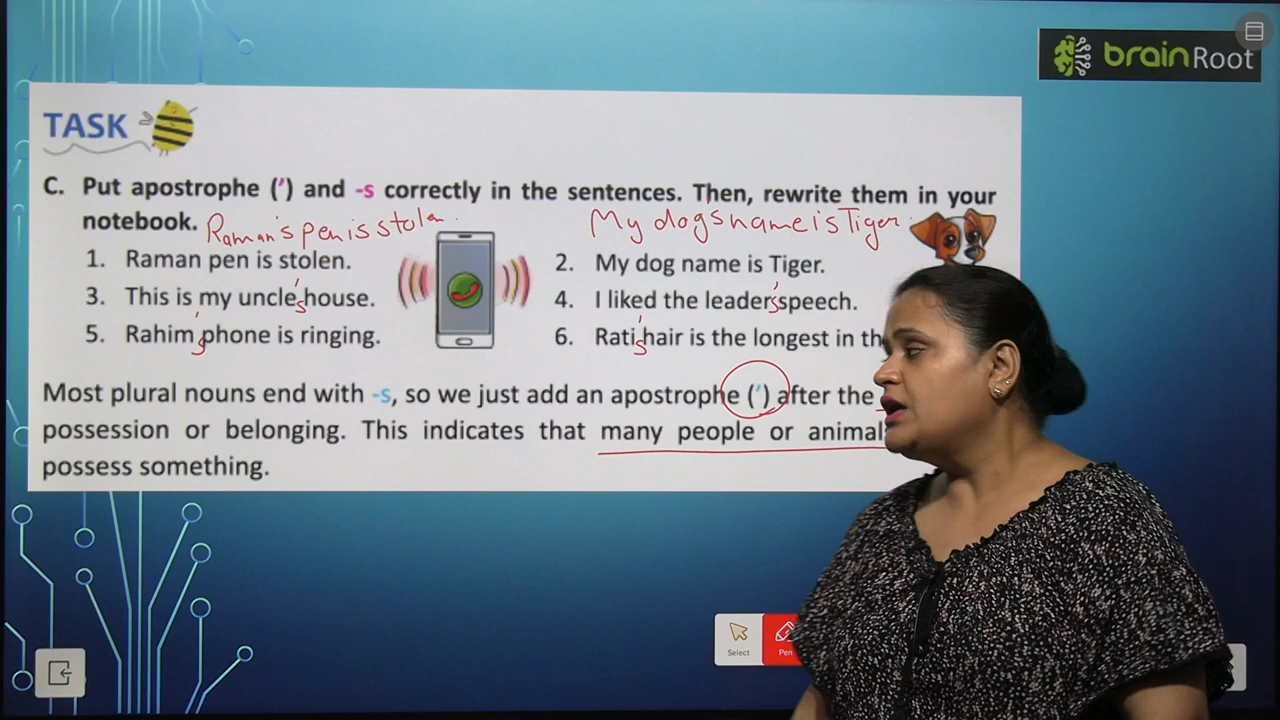 brainRoot
TASK
C. Put apostrophe (’) and -s correctly in the sentences. Then, rewrite them in your
notebook.
Raman's pen is stolen.
My dog's name is Tiger.
1. Raman pen is stolen.
2. My dog name is Tiger.
3. This is my uncle's house.
4. I liked the leader's speech.
5. Rahim's phone is ringing.
6. Rati's hair is the longest in
Most plural nouns end with -s, so we just add an apostrophe (’) after the
possession or belonging. This indicates that many people or
possess something.
Select
Pen